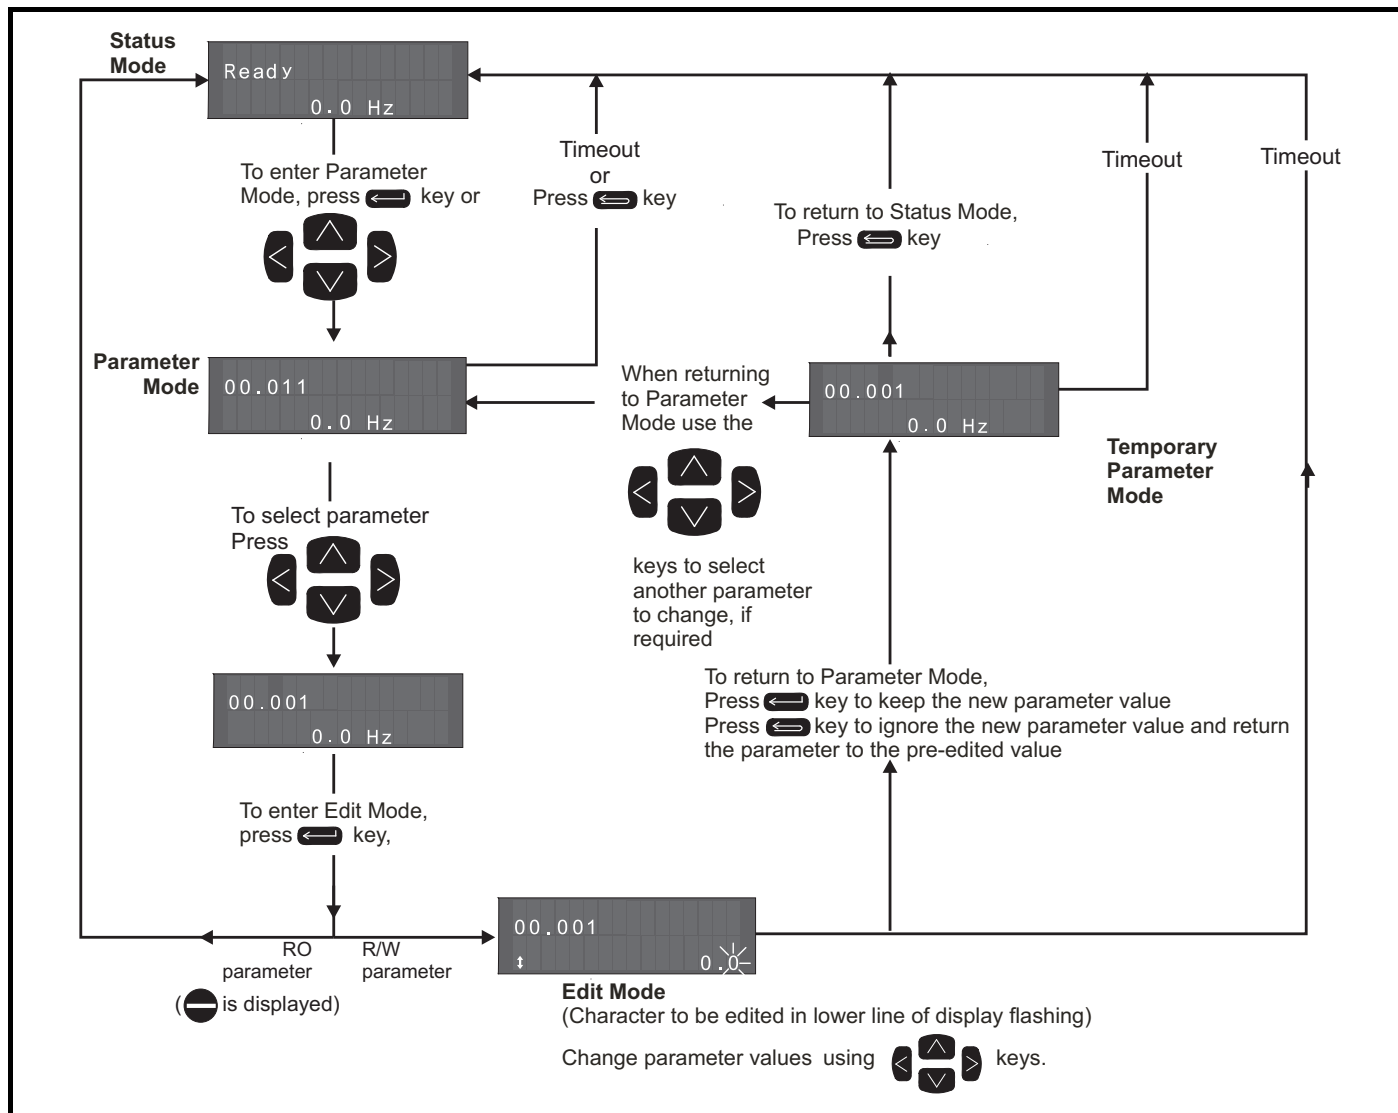 Status
Mode
Ready
0.0 Hz
To enter Parameter
Mode, press key or
Timeout
or
Press key
To return to Status Mode,
Press key
Timeout
Timeout
Parameter
Mode
00.011
0.0 Hz
When returning
to Parameter
Mode use the
keys to select
another parameter
to change, if
required
00.001
0.0 Hz
Temporary
Parameter
Mode
To select parameter
Press
00.001
0.0 Hz
To return to Parameter Mode,
Press key to keep the new parameter value
Press key to ignore the new parameter value and return
the parameter to the pre-edited value
To enter Edit Mode,
press key,
RO
parameter
R/W
parameter
( is displayed)
00.001
0.0
Edit Mode
(Character to be edited in lower line of display flashing)
Change parameter values using keys.